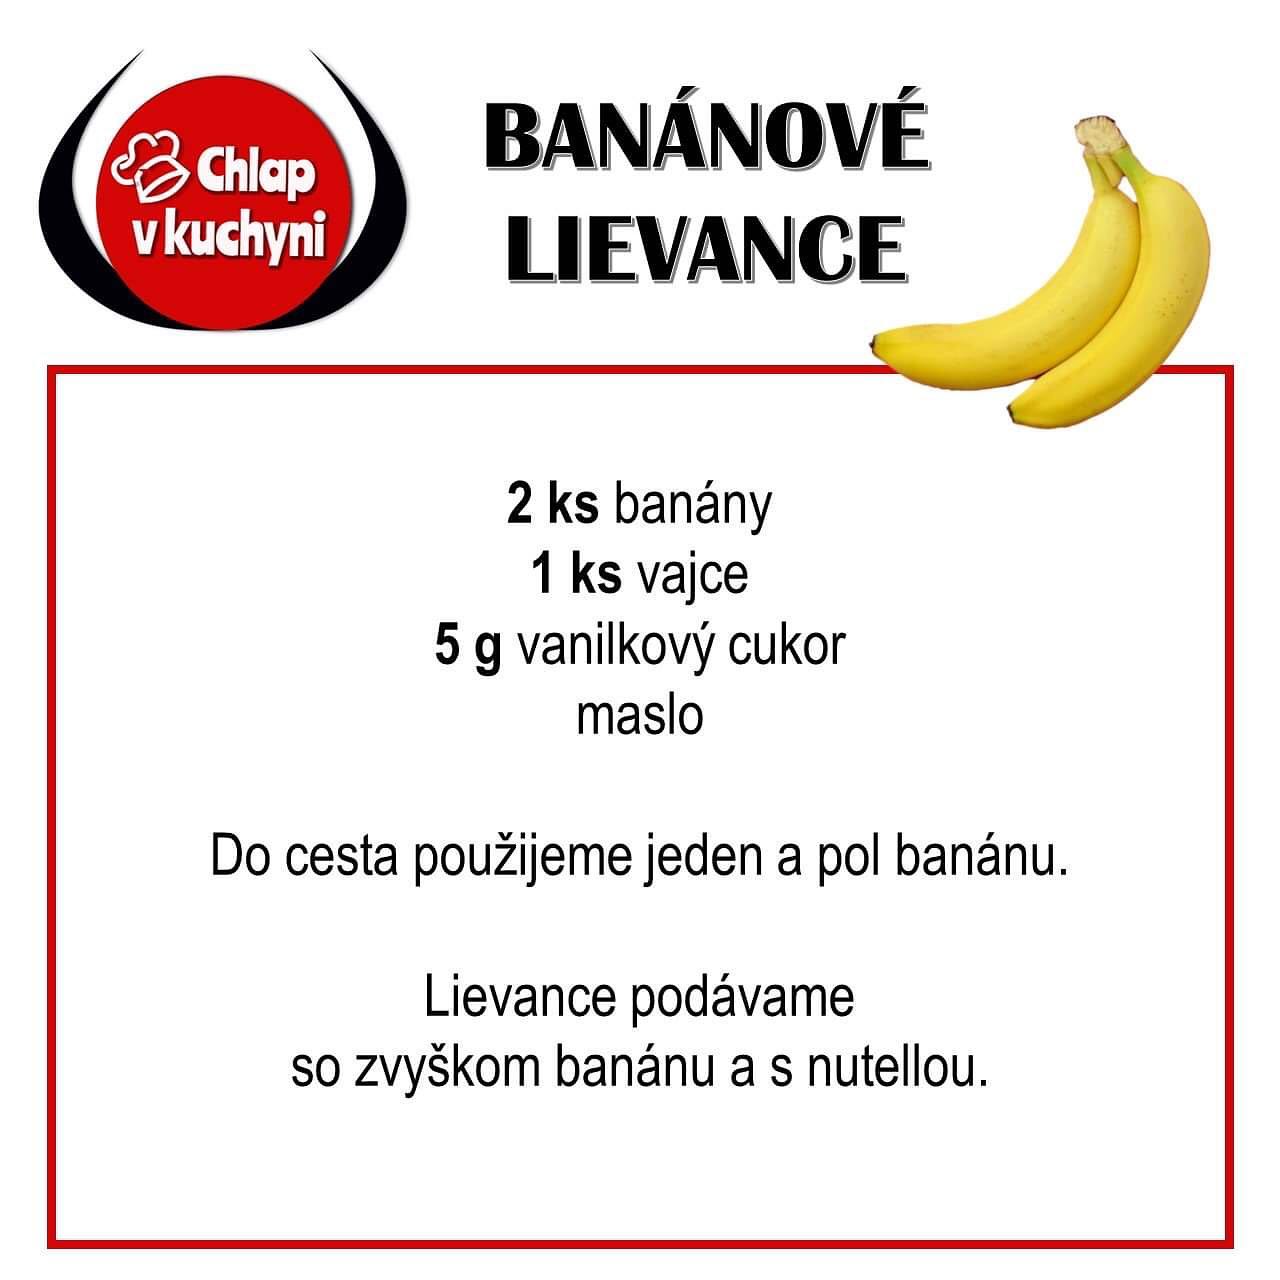 Chlap
v kuchyni
BANÁNOVÉ
LIEVANCE
2 ks banány
1 ks vajce
5 g vanilkový cukor
maslo
Do cesta použijeme jeden a pol banánu.
Lievance podávame
so zvyškom banánu a s nutellou.